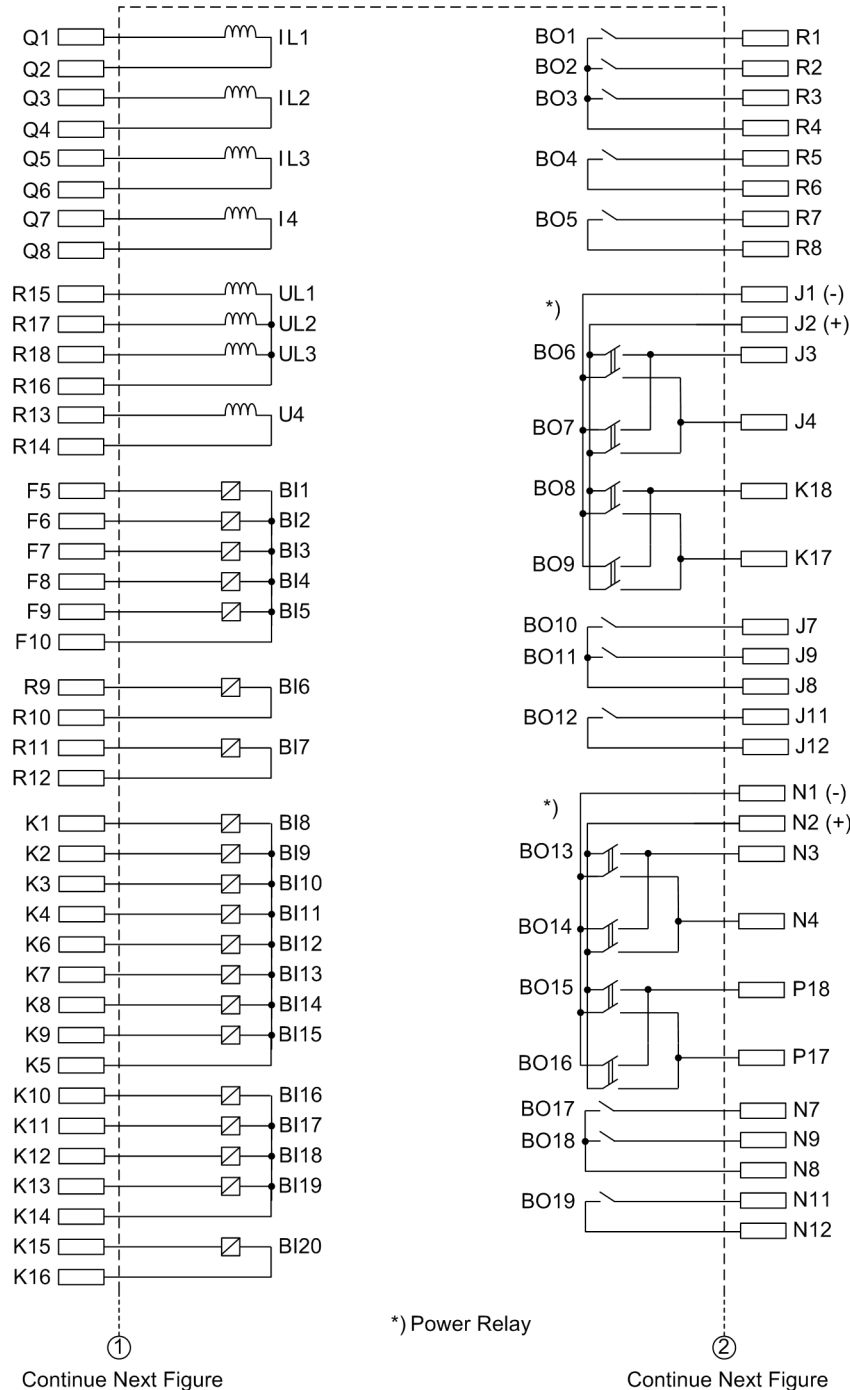 Q1 IL1
Q2
Q3 IL2
Q4
Q5 IL3
Q6
Q7 I4
Q8
R15 UL1
R17 UL2
R18 UL3
R16
R13 U4
R14
F5 BI1
F6 BI2
F7 BI3
F8 BI4
F9 BI5
F10
R9 BI6
R10
R11 BI7
R12
K1 BI8
K2 BI9
K3 BI10
K4 BI11
K6 BI12
K7 BI13
K8 BI14
K9 BI15
K5
K10 BI16
K11 BI17
K12 BI18
K13 BI19
K14
K15 BI20
K16
BO1 R1
BO2 R2
BO3 R3
R4
BO4 R5
R6
BO5 R7
R8
*) J1 (-)
J2 (+)
BO6 J3
BO7 J4
BO8 K18
BO9 K17
BO10 J7
BO11 J9
J8
BO12 J11
J12
*) N1 (-)
N2 (+)
BO13 N3
BO14 N4
BO15 P18
BO16 P17
BO17 N7
BO18 N9
N8
BO19 N11
N12
*) Power Relay
1
Continue Next Figure
2
Continue Next Figure